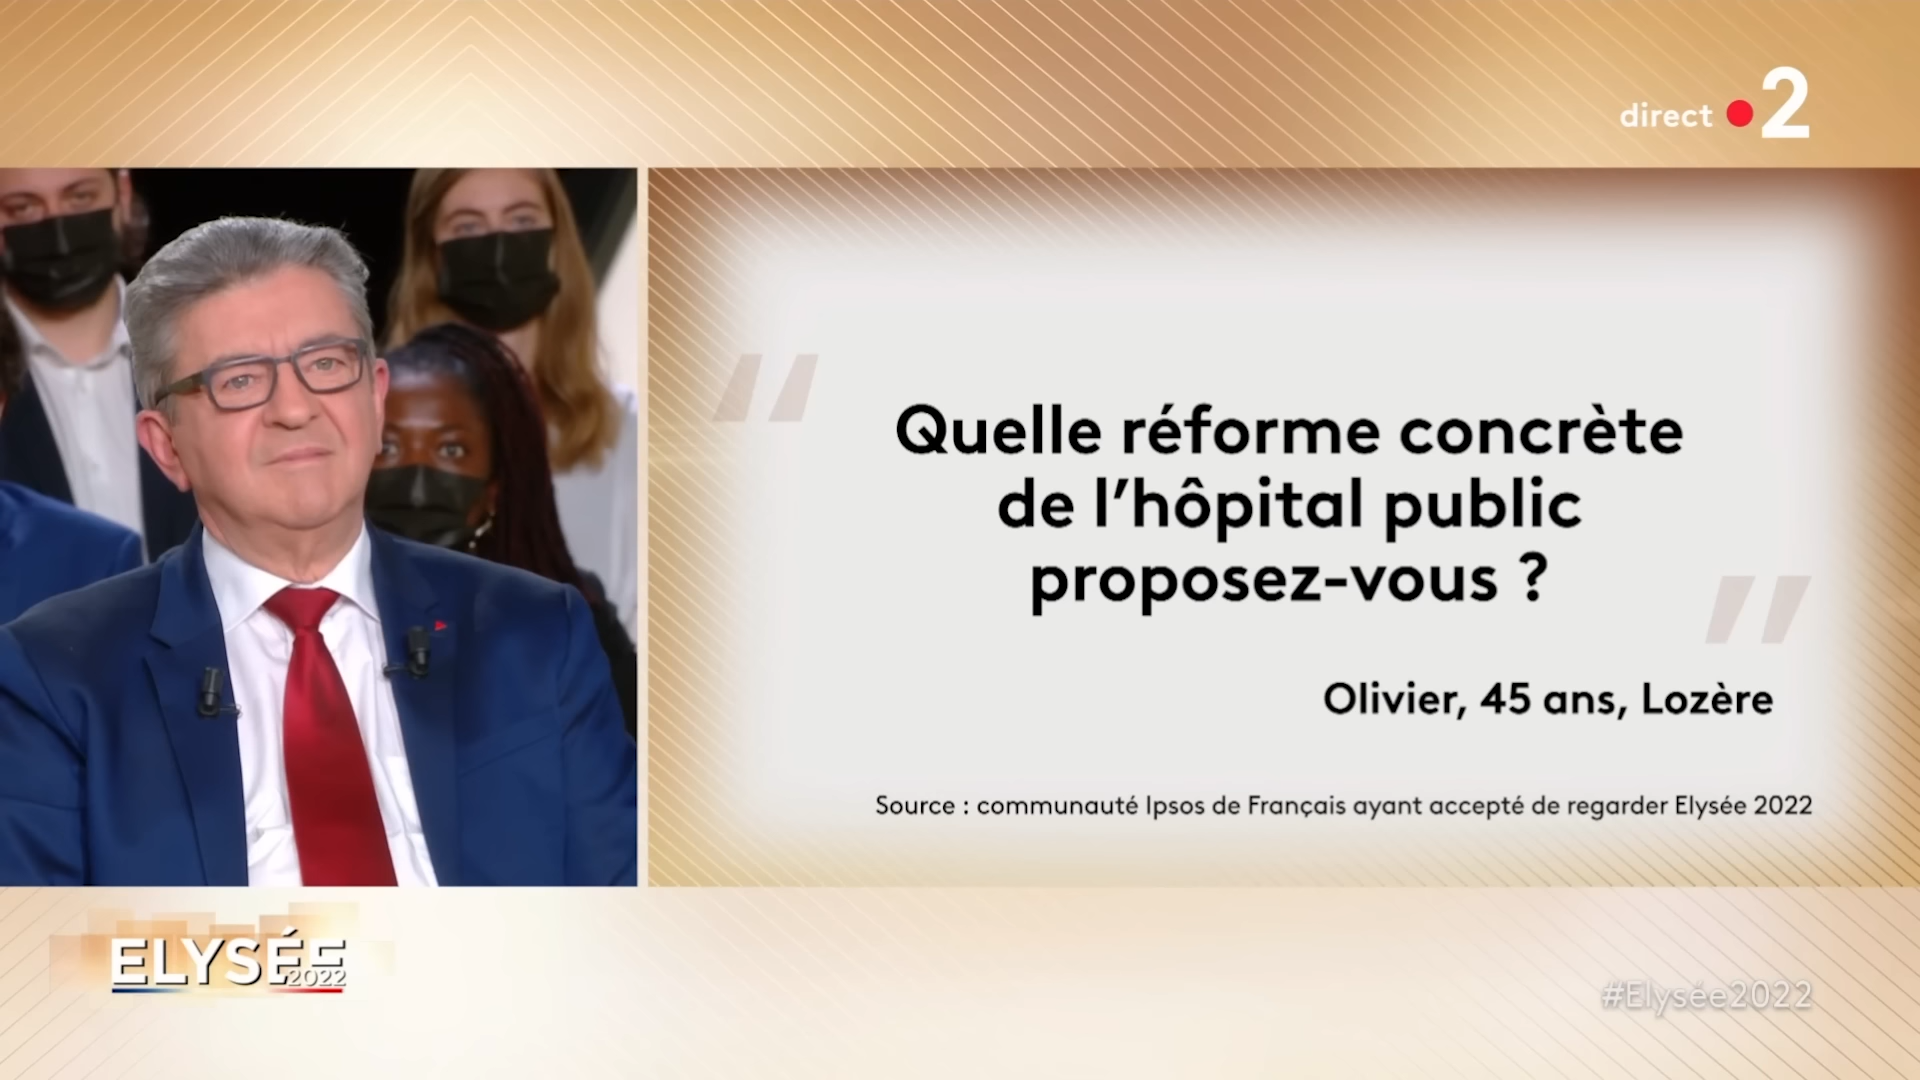 direct 2
“
Quelle réforme concrète
de l’hôpital public
proposez-vous ?
”
Olivier, 45 ans, Lozère
Source : communauté Ipsos de Français ayant accepté de regarder Elysée 2022
ELYSÉE
2022
#Elysée2022